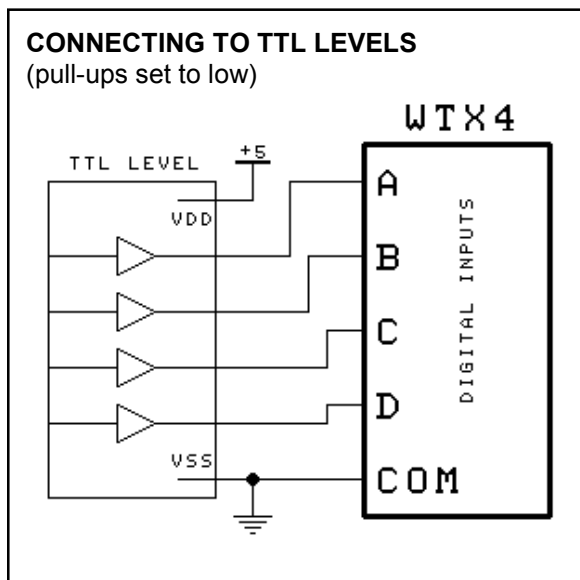 CONNECTING TO TTL LEVELS
(pull-ups set to low)
WTX4
TTL LEVEL
+5
VDD
A
B
C
D
COM
DIGITAL INPUTS
VSS